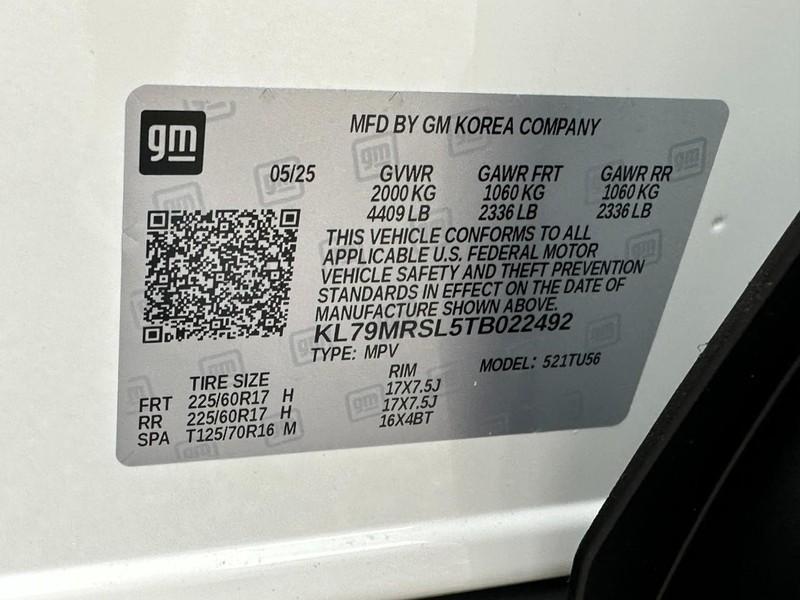 gm
MFD BY GM KOREA COMPANY
05/25 GVWR GAWR FRT GAWR RR
2000 KG 1060 KG 1060 KG
4409 LB 2336 LB 2336 LB
THIS VEHICLE CONFORMS TO ALL
APPLICABLE U.S. FEDERAL MOTOR
VEHICLE SAFETY AND THEFT PREVENTION
STANDARDS IN EFFECT ON THE DATE OF
MANUFACTURE SHOWN ABOVE.
KL79MRSL5TB022492
TYPE: MPV MODEL: 521TU56
TIRE SIZE RIM
FRT 225/60R17 H 17X7.5J
RR 225/60R17 H 17X7.5J
SPA T125/70R16 M 16X4BT